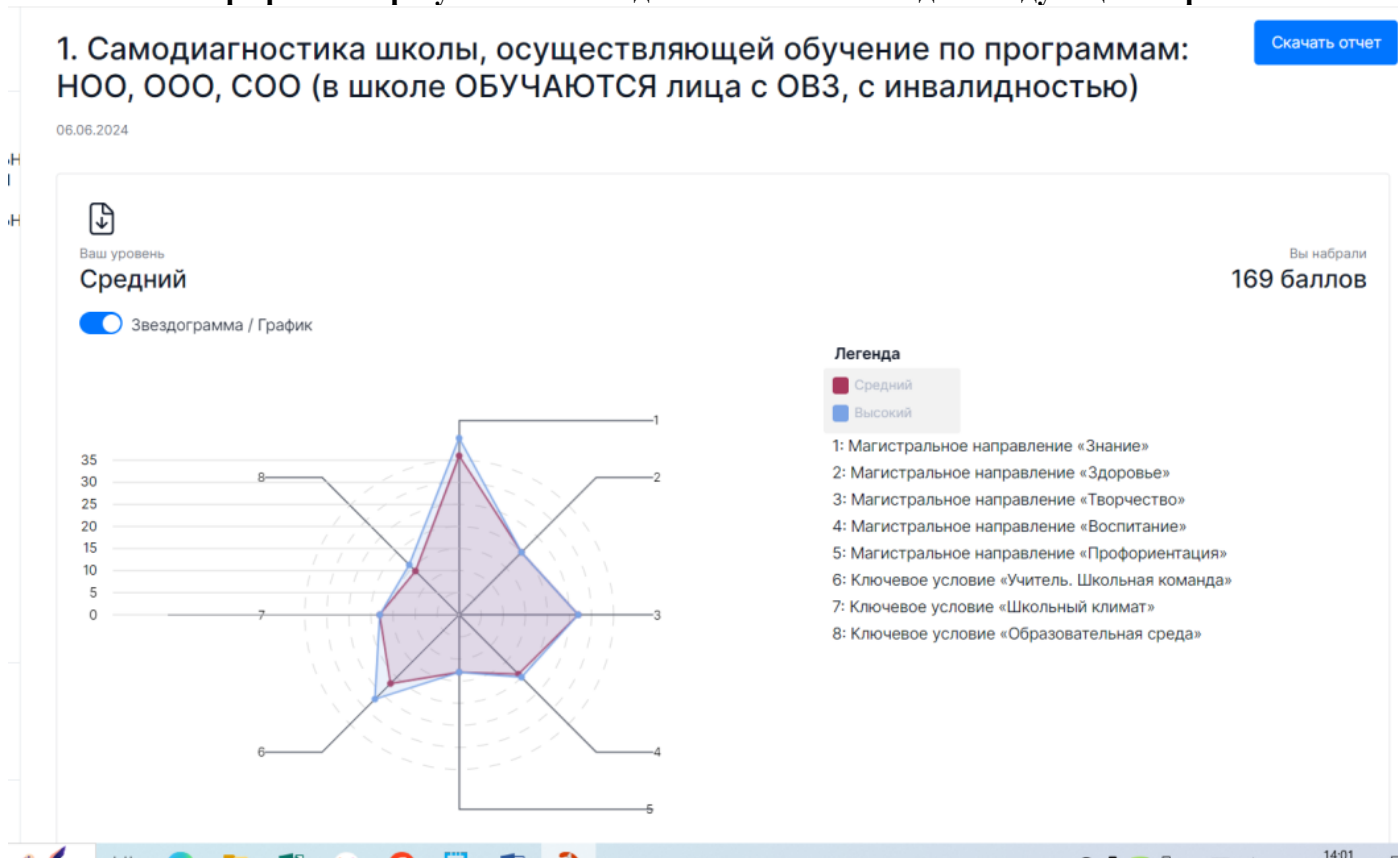 1. Самодиагностика школы, осуществляющей обучение по программам:
НОО, ООО, СОО (в школе ОБУЧАЮТСЯ лица с ОВЗ, с инвалидностью)
Скачать отчет
06.06.2024
Ваш уровень
Средний
Вы набрали
169 баллов
Звездограмма / График
Легенда
Средний
Высокий
1: Магистральное направление «Знание»
2: Магистральное направление «Здоровье»
3: Магистральное направление «Творчество»
4: Магистральное направление «Воспитание»
5: Магистральное направление «Профориентация»
6: Ключевое условие «Учитель. Школьная команда»
7: Ключевое условие «Школьный климат»
8: Ключевое условие «Образовательная среда»
35
30
25
20
15
10
5
0
1
2
3
4
5
6
7
8
14:01